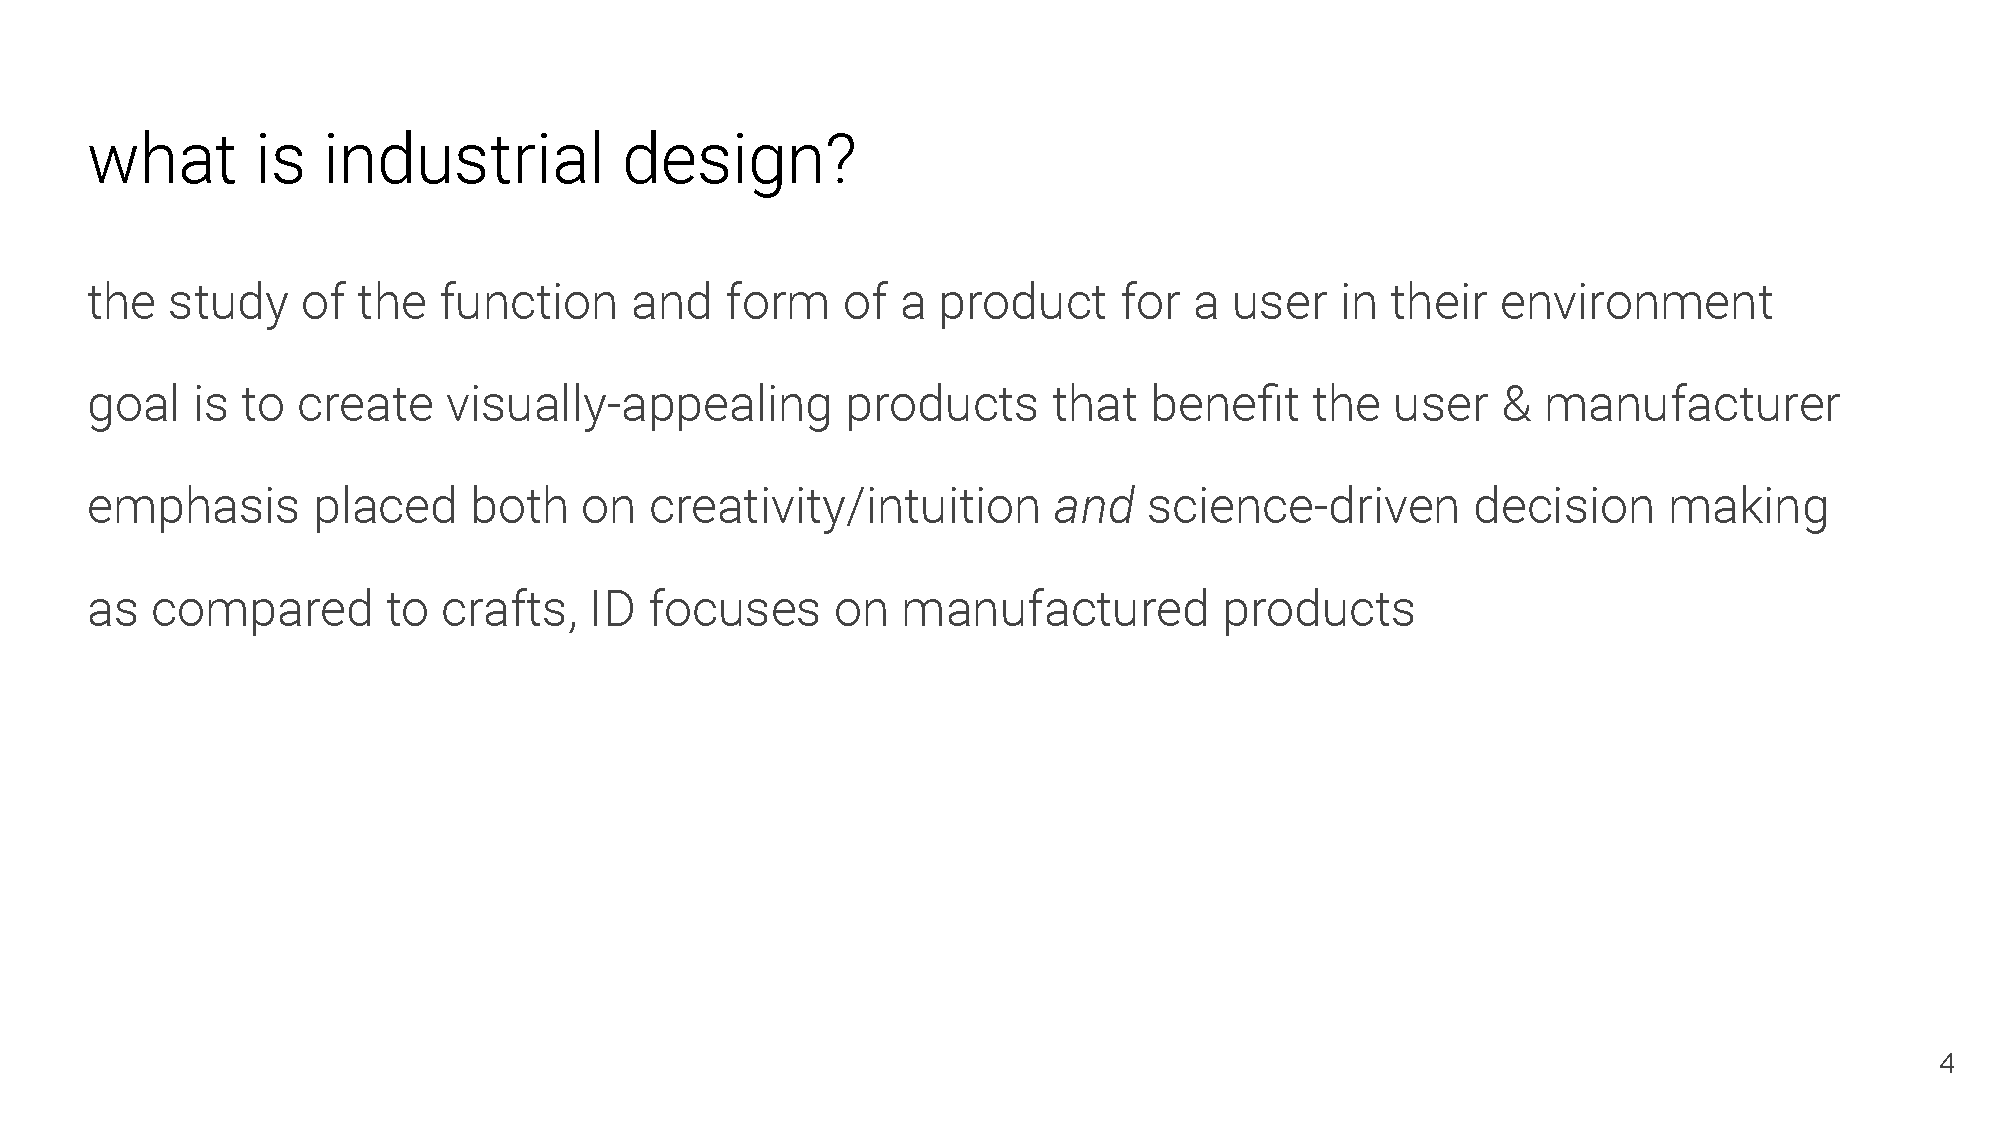 what is industrial design?
the study of the function and form of a product for a user in their environment
goal is to create visually-appealing products that benefit the user & manufacturer
emphasis placed both on creativity/intuition and science-driven decision making
as compared to crafts, ID focuses on manufactured products
4